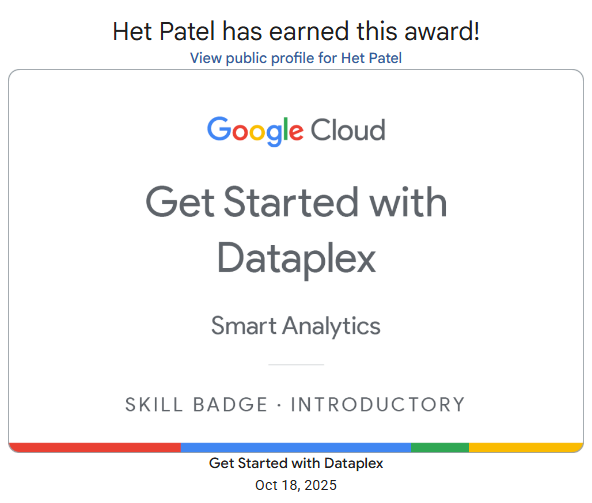 Het Patel has earned this award!
View public profile for Het Patel
Google Cloud
Get Started with
Dataplex
Smart Analytics
SKILL BADGE · INTRODUCTORY
Get Started with Dataplex
Oct 18, 2025